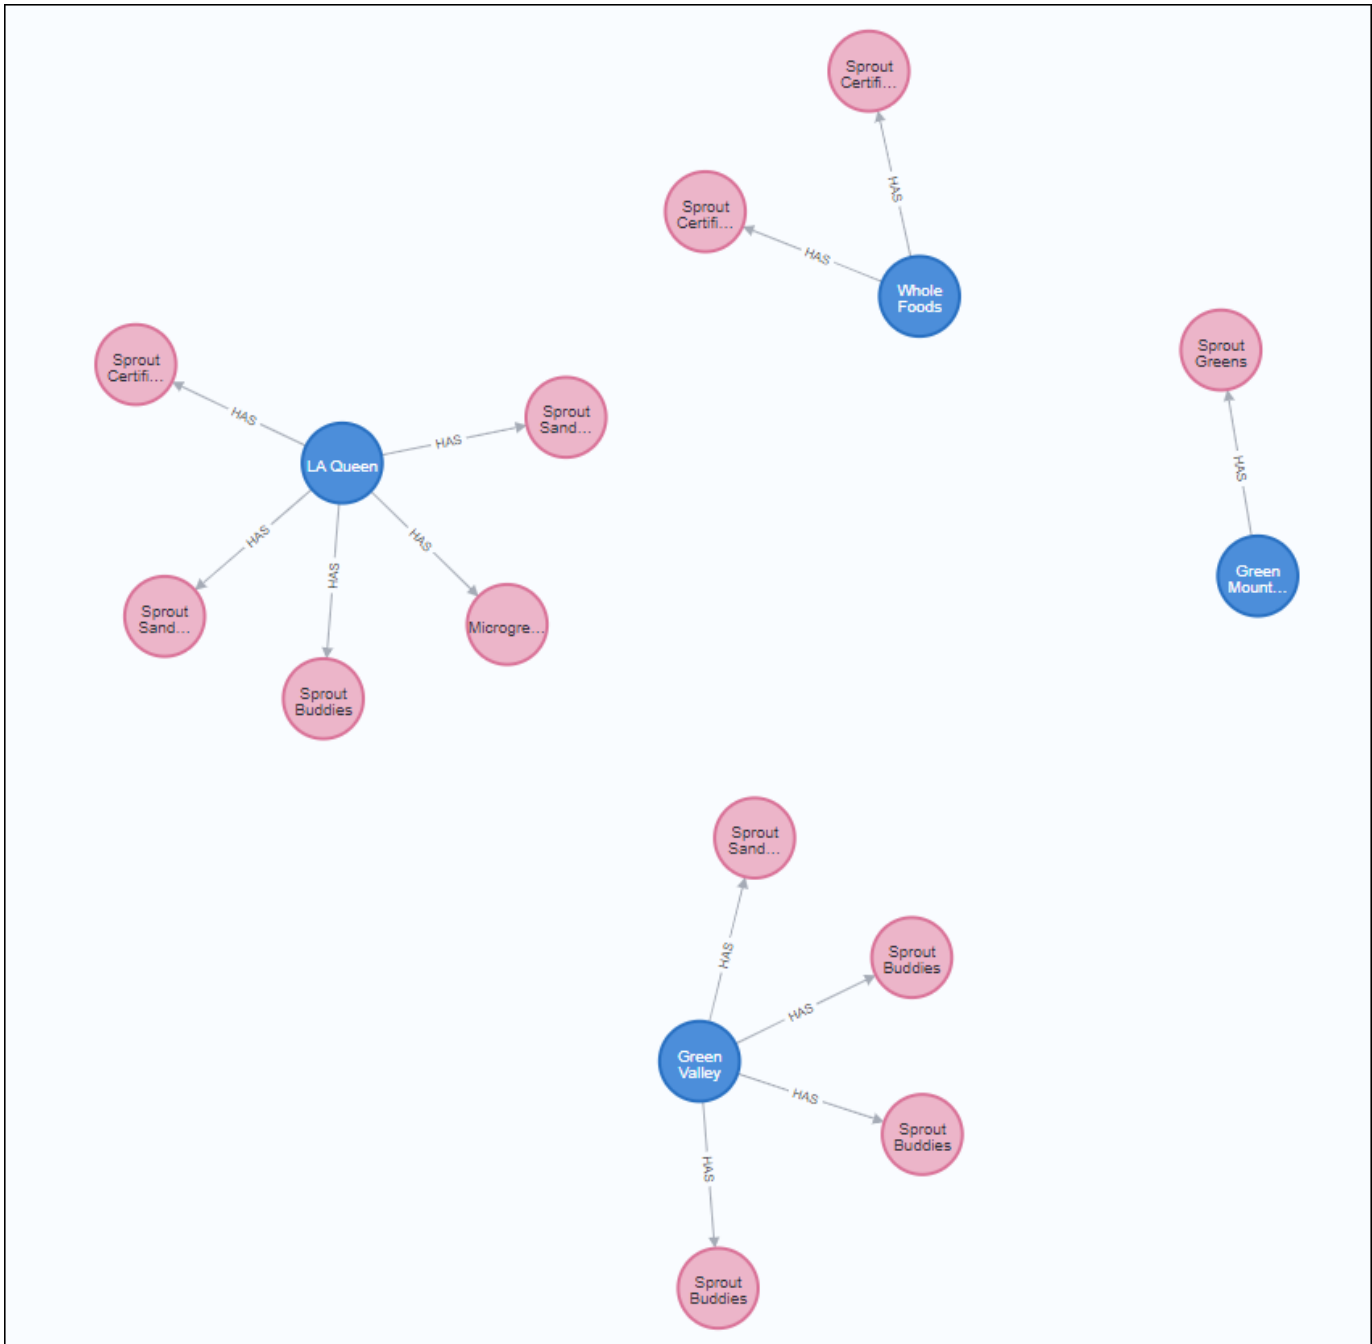 Sprout
Certifi...
HAS
Sprout
Certifi...
HAS
Whole
Foods
Sprout
Greens
HAS
Green
Mount...
Sprout
Certifi...
HAS
Sprout
Sand...
HAS
LA Queen
HAS
HAS
HAS
Sprout
Sand...
Microgre...
Sprout
Buddies
Sprout
Sand...
HAS
Sprout
Buddies
HAS
Green
Valley
HAS
Sprout
Buddies
HAS
Sprout
Buddies